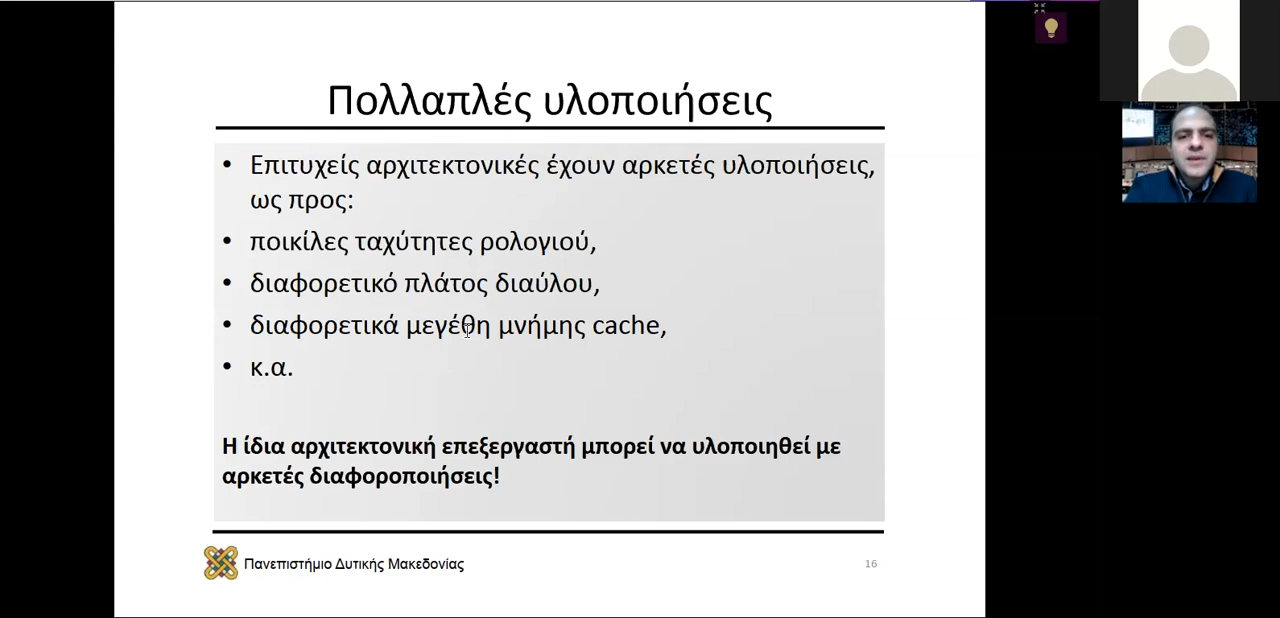 Πολλαπλές υλοποιήσεις
• Επιτυχείς αρχιτεκτονικές έχουν αρκετές υλοποιήσεις,
ως προς:
• ποικίλες ταχύτητες ρολογιού,
• διαφορετικό πλάτος διαύλου,
• διαφορετικά μεγέθη μνήμης cache,
• κ.α.
Η ίδια αρχιτεκτονική επεξεργαστή μπορεί να υλοποιηθεί με
αρκετές διαφοροποιήσεις!
Πανεπιστήμιο Δυτικής Μακεδονίας
16